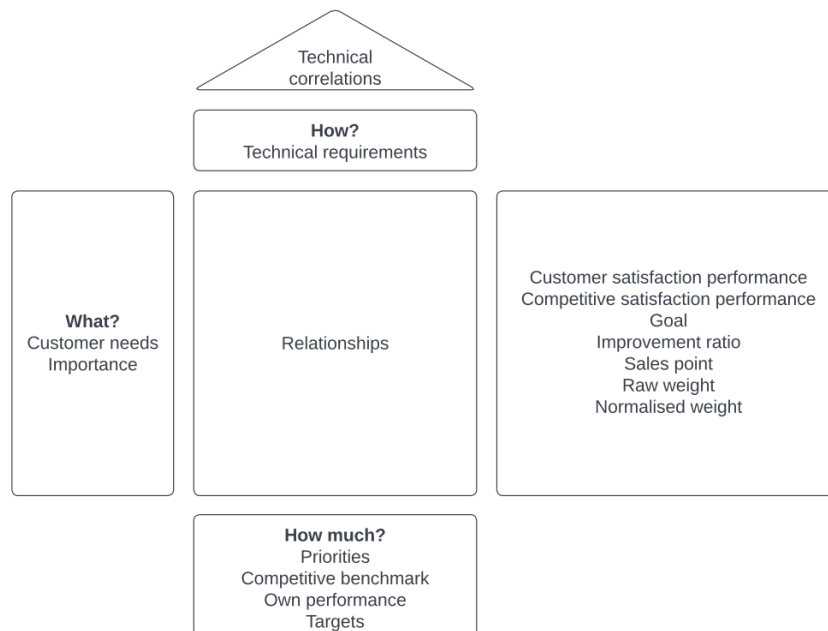 Technical
correlations
How?
Technical requirements
What?
Customer needs
Importance
Relationships
Customer satisfaction performance
Competitive satisfaction performance
Goal
Improvement ratio
Sales point
Raw weight
Normalised weight
How much?
Priorities
Competitive benchmark
Own performance
Targets